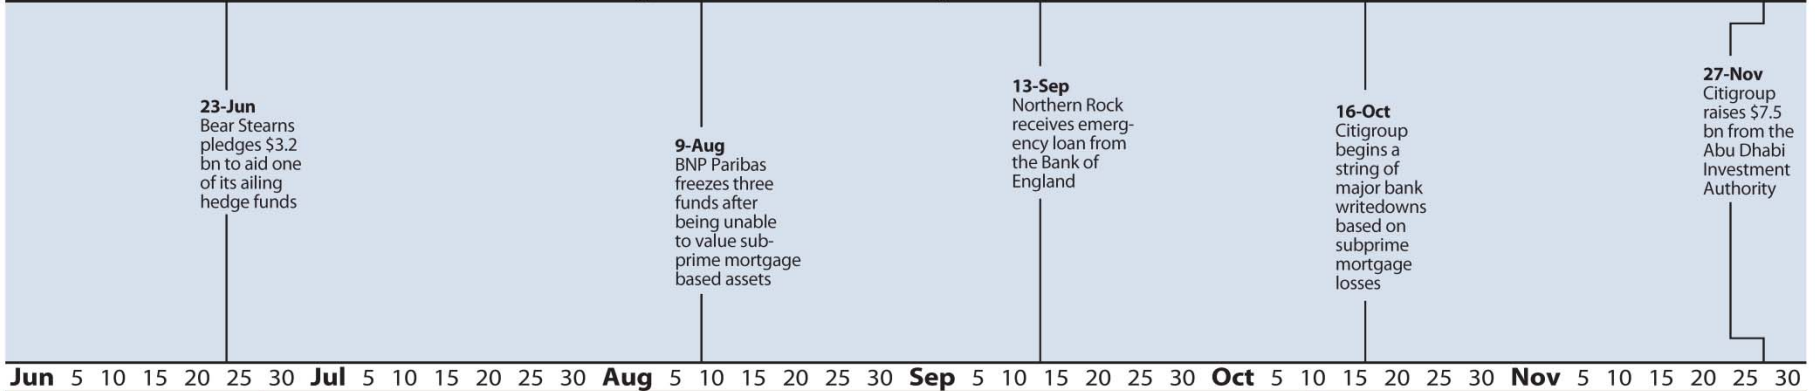 23-Jun
Bear Stearns
pledges $3.2
bn to aid one
of its ailing
hedge funds
9-Aug
BNP Paribas
freezes three
funds after
being unable
to value sub-
prime mortgage
based assets
13-Sep
Northern Rock
receives emerg-
ency loan from
the Bank of
England
16-Oct
Citigroup
begins a
string of
major bank
writedowns
based on
subprime
mortgage
losses
27-Nov
Citigroup
raises $7.5
bn from the
Abu Dhabi
Investment
Authority
Jun 5 10 15 20 25 30 Jul 5 10 15 20 25 30 Aug 5 10 15 20 25 30 Sep 5 10 15 20 25 30 Oct 5 10 15 20 25 30 Nov 5 10 15 20 25 30